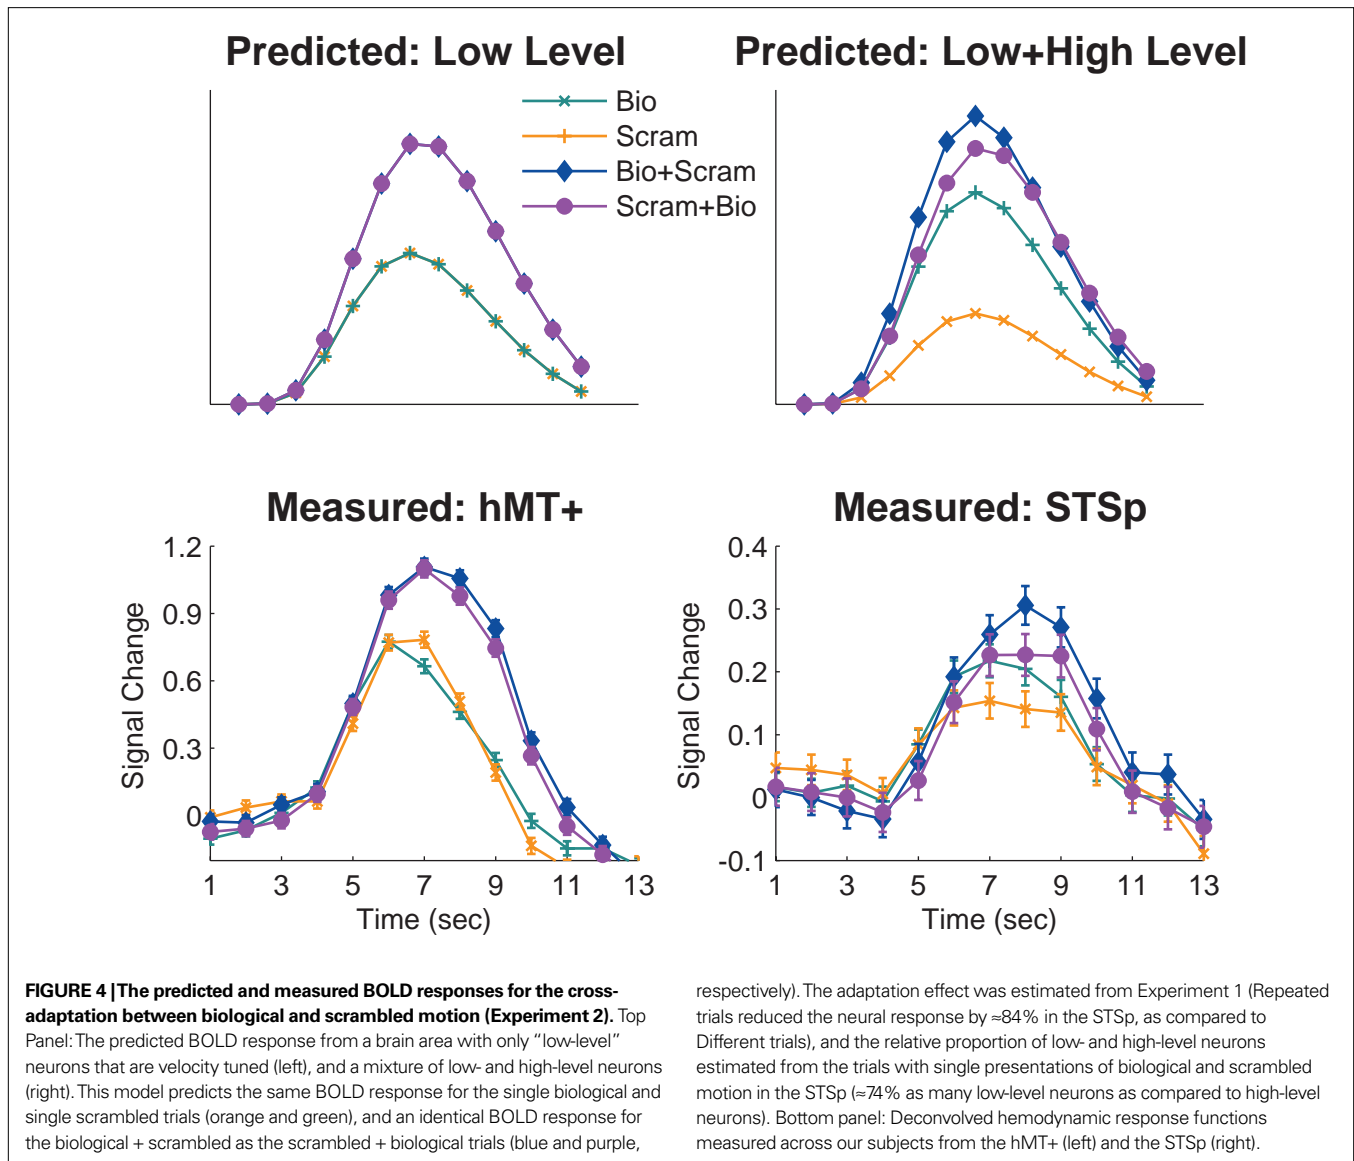 Predicted: Low Level
Predicted: Low+High Level
Bio
Scram
Bio+Scram
Scram+Bio
Measured: hMT+
Measured: STSp
1.2
0.9
0.6
0.3
0
Signal Change
1 3 5 7 9 11 13
Time (sec)
0.4
0.3
0.2
0.1
0
-0.1
Signal Change
1 3 5 7 9 11 13
Time (sec)
FIGURE 4 | The predicted and measured BOLD responses for the cross-
adaptation between biological and scrambled motion (Experiment 2). Top
Panel: The predicted BOLD response from a brain area with only “low-level”
neurons that are velocity tuned (left), and a mixture of low- and high-level neurons
(right). This model predicts the same BOLD response for the single biological and
single scrambled trials (orange and green), and an identical BOLD response for
the biological + scrambled as the scrambled + biological trials (blue and purple,
respectively). The adaptation effect was estimated from Experiment 1 (Repeated
trials reduced the neural response by ≈84% in the STSp, as compared to
Different trials), and the relative proportion of low- and high-level neurons
estimated from the trials with single presentations of biological and scrambled
motion in the STSp (≈74% as many low-level neurons as compared to high-level
neurons). Bottom panel: Deconvolved hemodynamic response functions
measured across our subjects from the hMT+ (left) and the STSp (right).